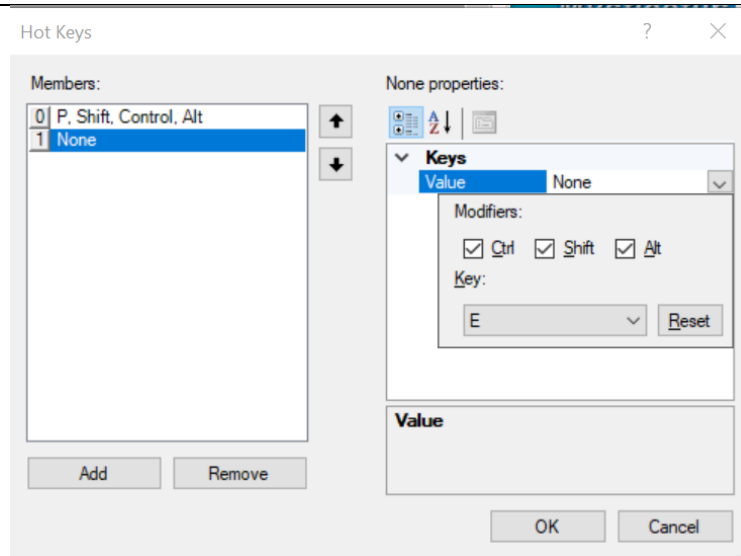 Hot Keys
?
Members:
0 P, Shift, Control, Alt
1 None
Add
Remove
None properties:
A
Z
Keys
Value None
Modifiers:
Ctrl Shift Alt
Key:
E
Reset
Value
OK
Cancel